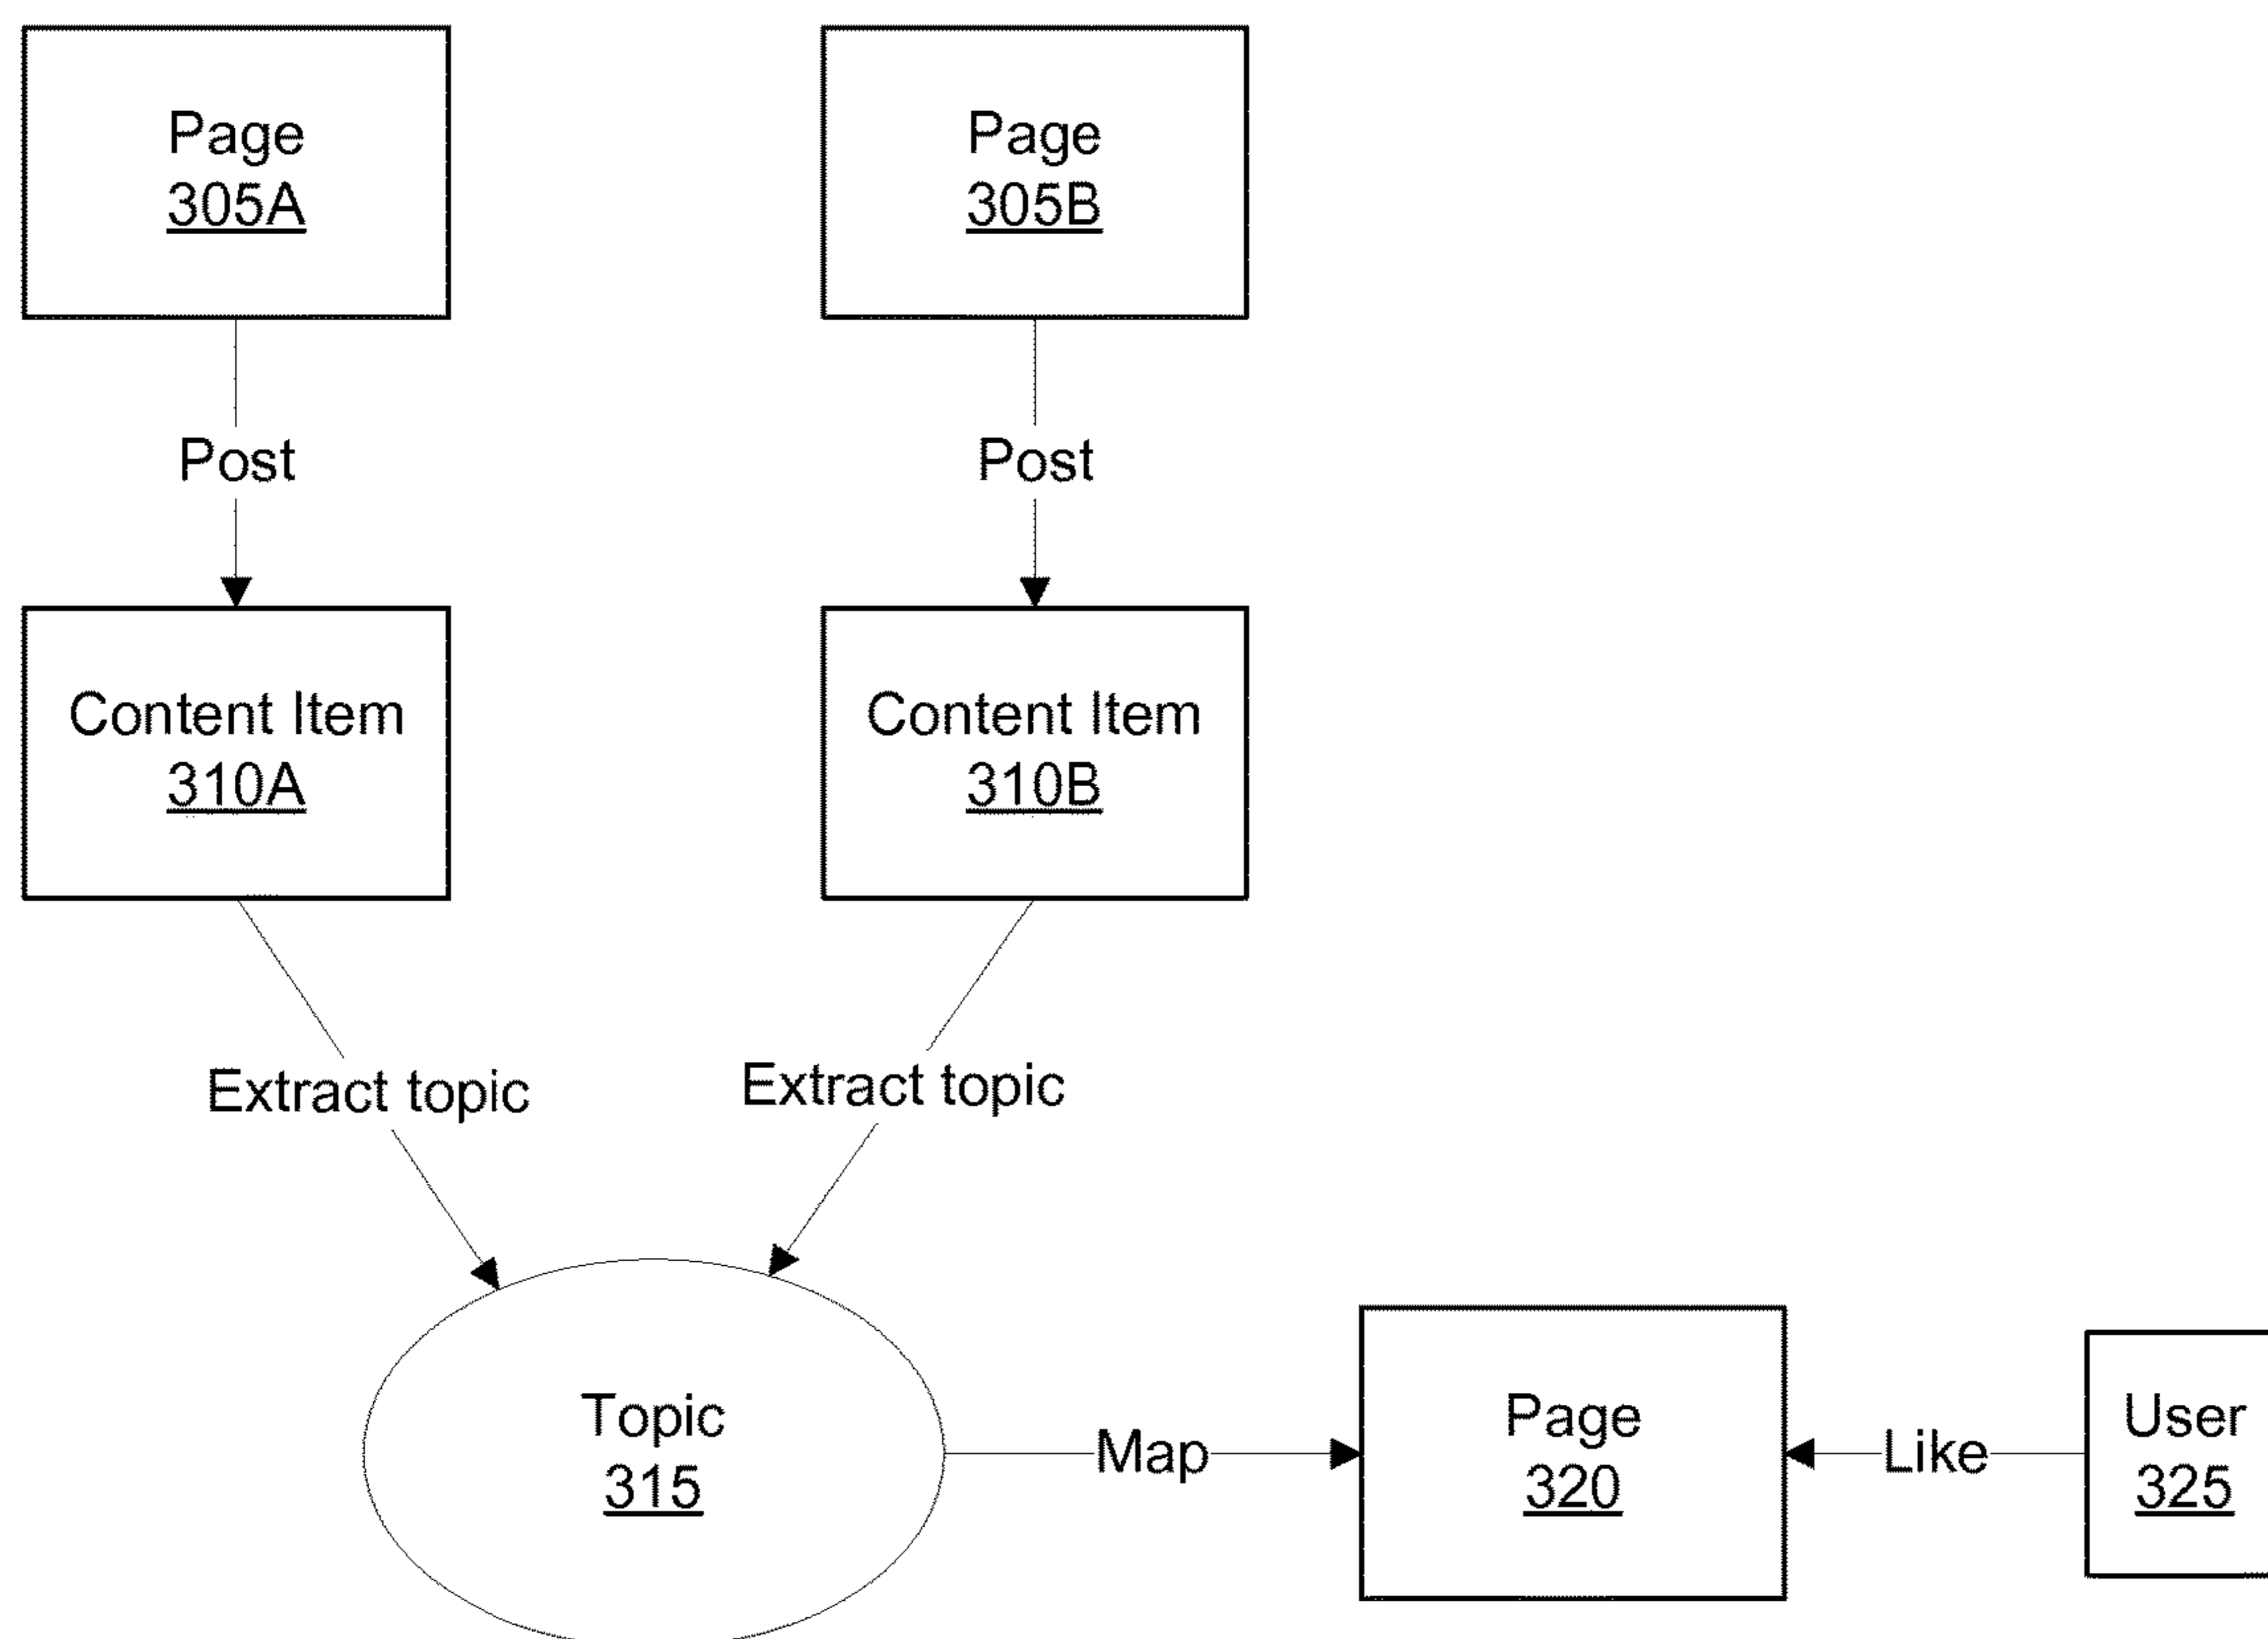 Page
305A
Page
305B
Post
Post
Content Item
310A
Content Item
310B
Extract topic
Extract topic
Topic
315
Map
Page
320
Like
User
325